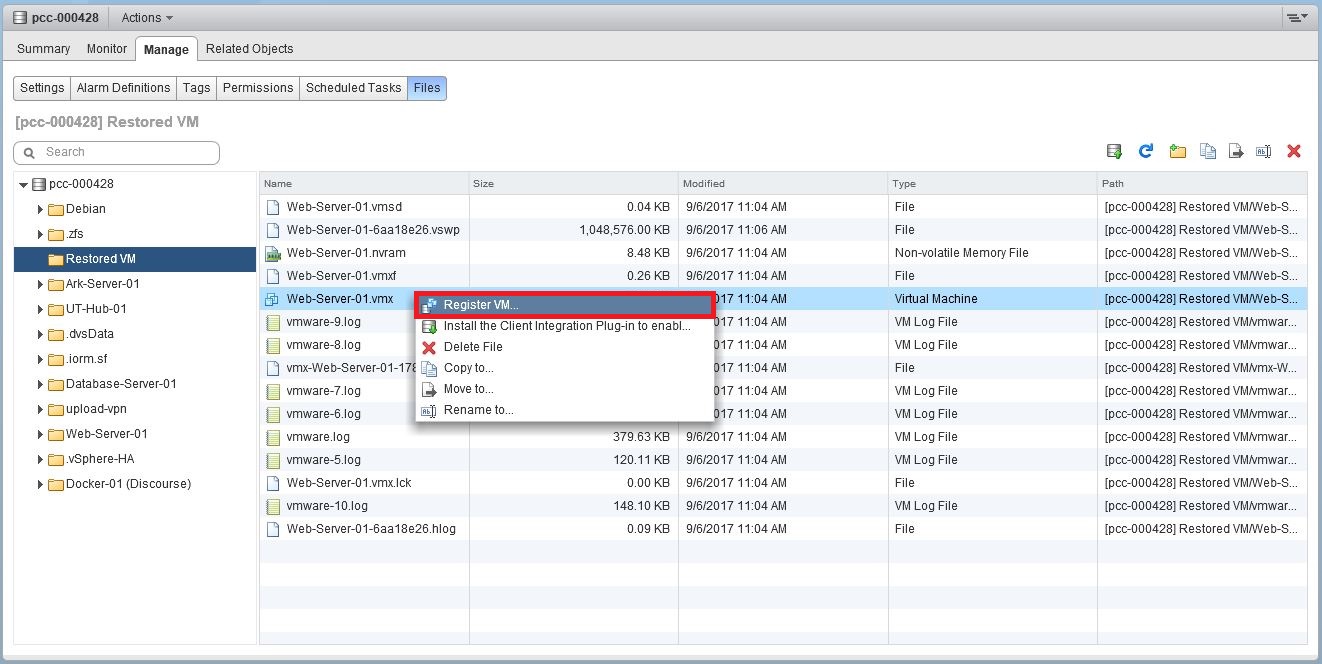 pcc-000428 Actions
Summary Monitor Manage Related Objects
Settings Alarm Definitions Tags Permissions Scheduled Tasks Files
[pcc-000428] Restored VM
Search
pcc-000428
Debian
.zfs
Restored VM
Ark-Server-01
UT-Hub-01
.dvsData
.iorm.sf
Database-Server-01
upload-vpn
Web-Server-01
.vSphere-HA
Docker-01 (Discourse)
Name Size Modified Type Path
Web-Server-01.vmsd 0.04 KB 9/6/2017 11:04 AM File [pcc-000428] Restored VM/Web-S...
Web-Server-01-6aa18e26.vswp 1,048,576.00 KB 9/6/2017 11:06 AM File [pcc-000428] Restored VM/Web-S...
Web-Server-01.nvram 8.48 KB 9/6/2017 11:04 AM Non-volatile Memory File [pcc-000428] Restored VM/Web-S...
Web-Server-01.vmxf 0.26 KB 9/6/2017 11:04 AM File [pcc-000428] Restored VM/Web-S...
Web-Server-01.vmx 017 11:04 AM Virtual Machine [pcc-000428] Restored VM/Web-S...
vmware-9.log 017 11:04 AM VM Log File [pcc-000428] Restored VM/vmwar...
vmware-8.log 017 11:04 AM VM Log File [pcc-000428] Restored VM/vmwar...
vmx-Web-Server-01-178 017 11:04 AM File [pcc-000428] Restored VM/vmx-W...
vmware-7.log 017 11:04 AM VM Log File [pcc-000428] Restored VM/vmwar...
vmware-6.log 017 11:04 AM VM Log File [pcc-000428] Restored VM/vmwar...
vmware.log 379.63 KB 9/6/2017 11:04 AM VM Log File [pcc-000428] Restored VM/vmwar...
vmware-5.log 120.11 KB 9/6/2017 11:04 AM VM Log File [pcc-000428] Restored VM/vmwar...
Web-Server-01.vmx.lck 0.00 KB 9/6/2017 11:04 AM File [pcc-000428] Restored VM/Web-S...
vmware-10.log 148.10 KB 9/6/2017 11:04 AM VM Log File [pcc-000428] Restored VM/vmwar...
Web-Server-01-6aa18e26.hlog 0.09 KB 9/6/2017 11:04 AM File [pcc-000428] Restored VM/Web-S...
Register VM...
Install the Client Integration Plug-in to enabl...
Delete File
Copy to...
Move to...
Rename to...